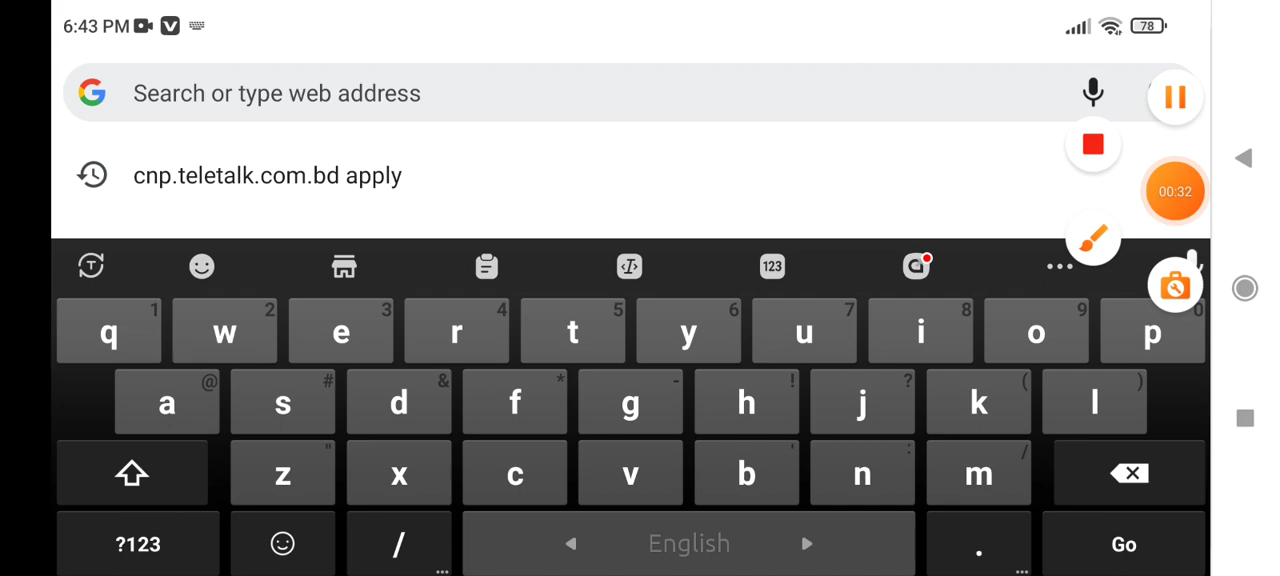 6:43 PM 78
Search or type web address
cnp.teletalk.com.bd apply
00:32
123
q 1 w 2 e 3 r 4 t 5 y 6 u 7 i 8 o 9 p 0
a @ s # d & f * g - h ! j ? k ( l )
z " x c v b ' n : m /
?123 / English . Go